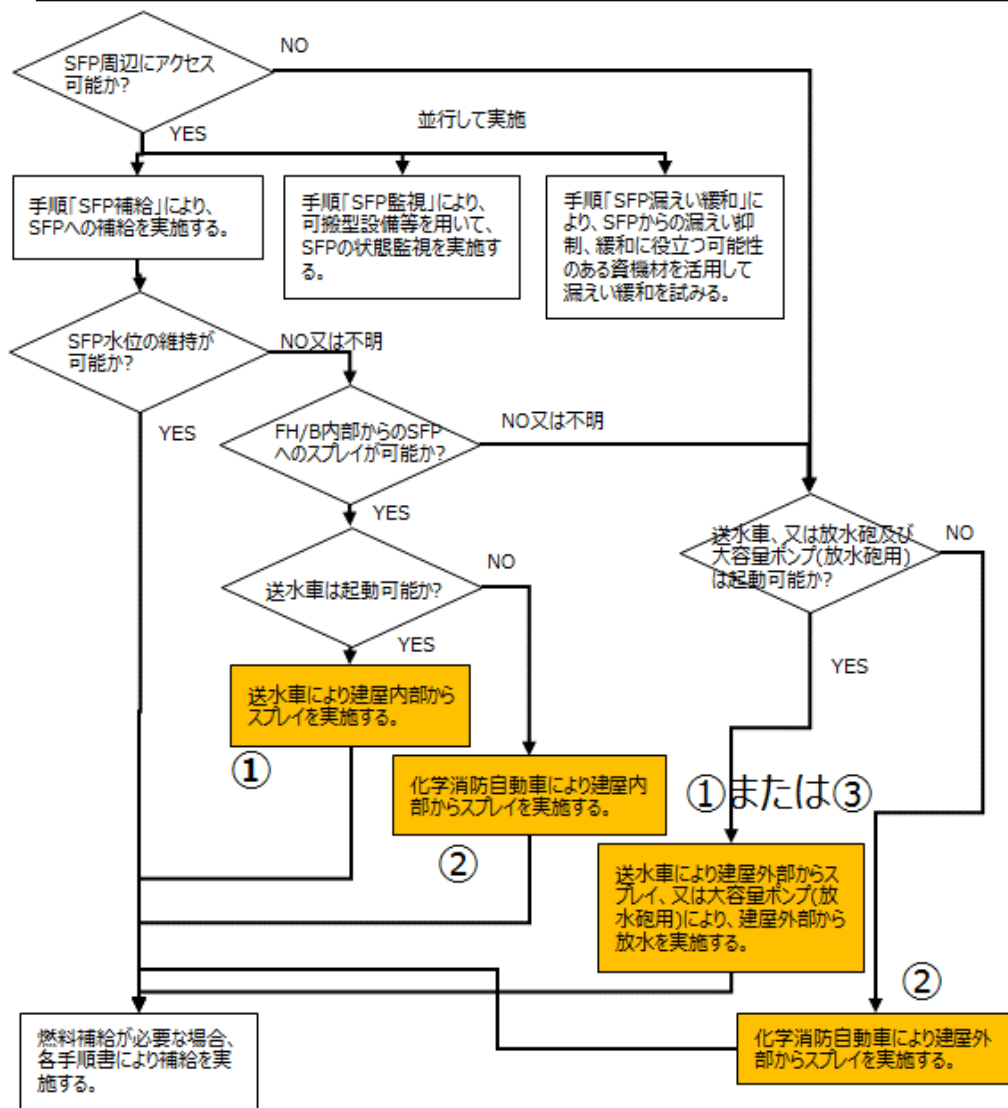 SFP周辺にアクセス
可能か?
NO
YES
並行して実施
手順「SFP補給」により、
SFPへの補給を実施する。
手順「SFP監視」により、
可搬型設備等を用いて、
SFPの状態監視を実施す
る。
手順「SFP漏えい緩和」に
より、SFPからの漏えい抑
制、緩和に役立つ可能性
のある資機材を活用して
漏えい緩和を試みる。
SFP水位の維持が
可能か?
NO又は不明
YES
FH/B内部からのSFP
へのスプレイが可能か?
NO又は不明
YES
送水車、又は放水砲及び
大容量ポンプ(放水砲用)
は起動可能か?
NO
YES
送水車は起動可能か?
NO
YES
送水車により建屋内部から
スプレイを実施する。
①
化学消防自動車により建屋内
部からスプレイを実施する。
②
①または③
送水車により建屋外部からス
プレイ、又は大容量ポンプ(放
水砲用)により、建屋外部から
放水を実施する。
②
化学消防自動車により建屋外
部からスプレイを実施する。
燃料補給が必要な場合、
各手順書により補給を実
施する。